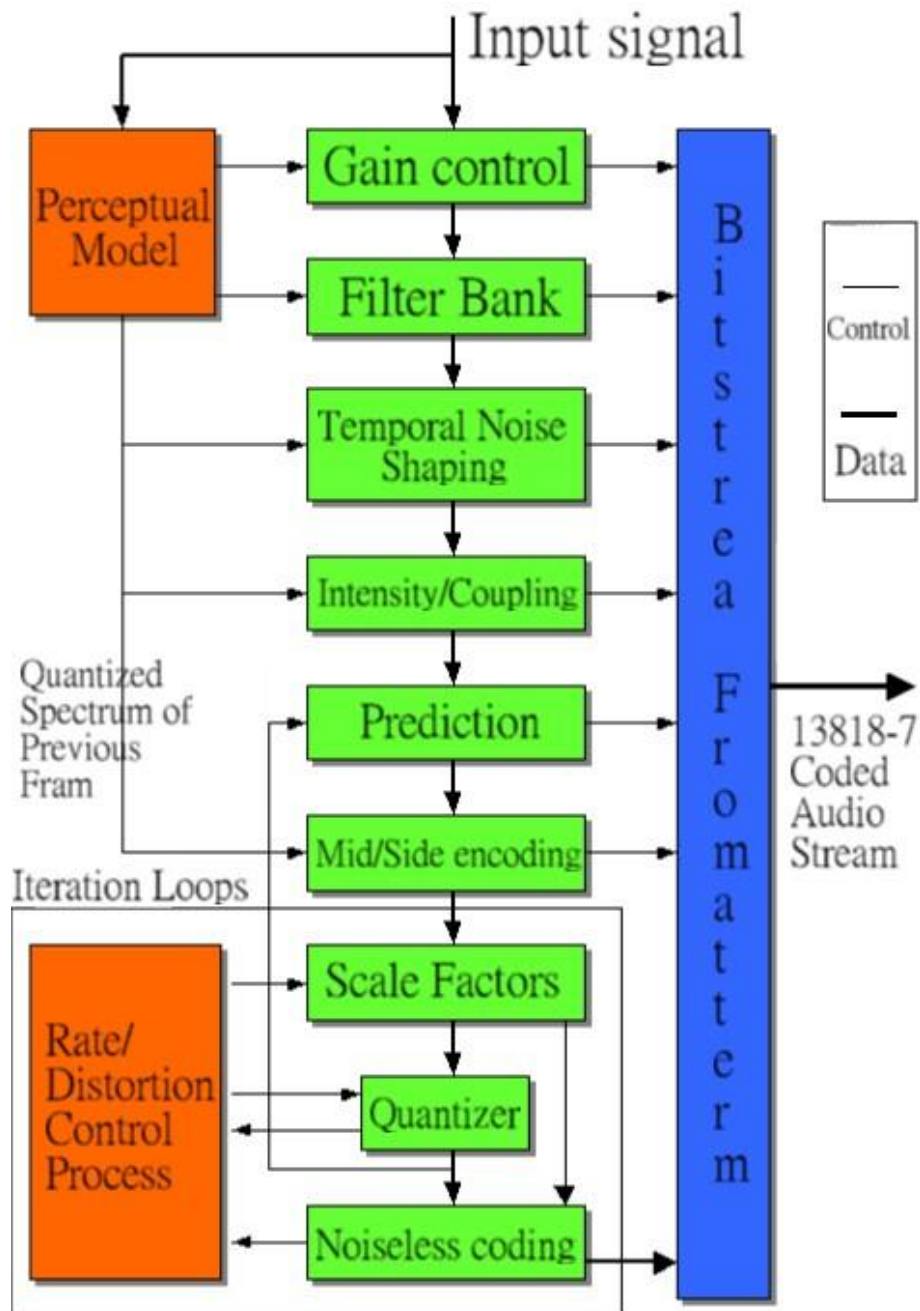 Input signal
Perceptual
Model
Gain control
Filter Bank
Temporal Noise
Shaping
Intensity/Coupling
Prediction
Mid/Side encoding
Quantized
Spectrum of
Previous
Fram
Iteration Loops
Rate/
Distortion
Control
Process
Scale Factors
Quantizer
Noiseless coding
Bitstrea Fromatterm
Control
Data
13818-7
Coded
Audio
Stream